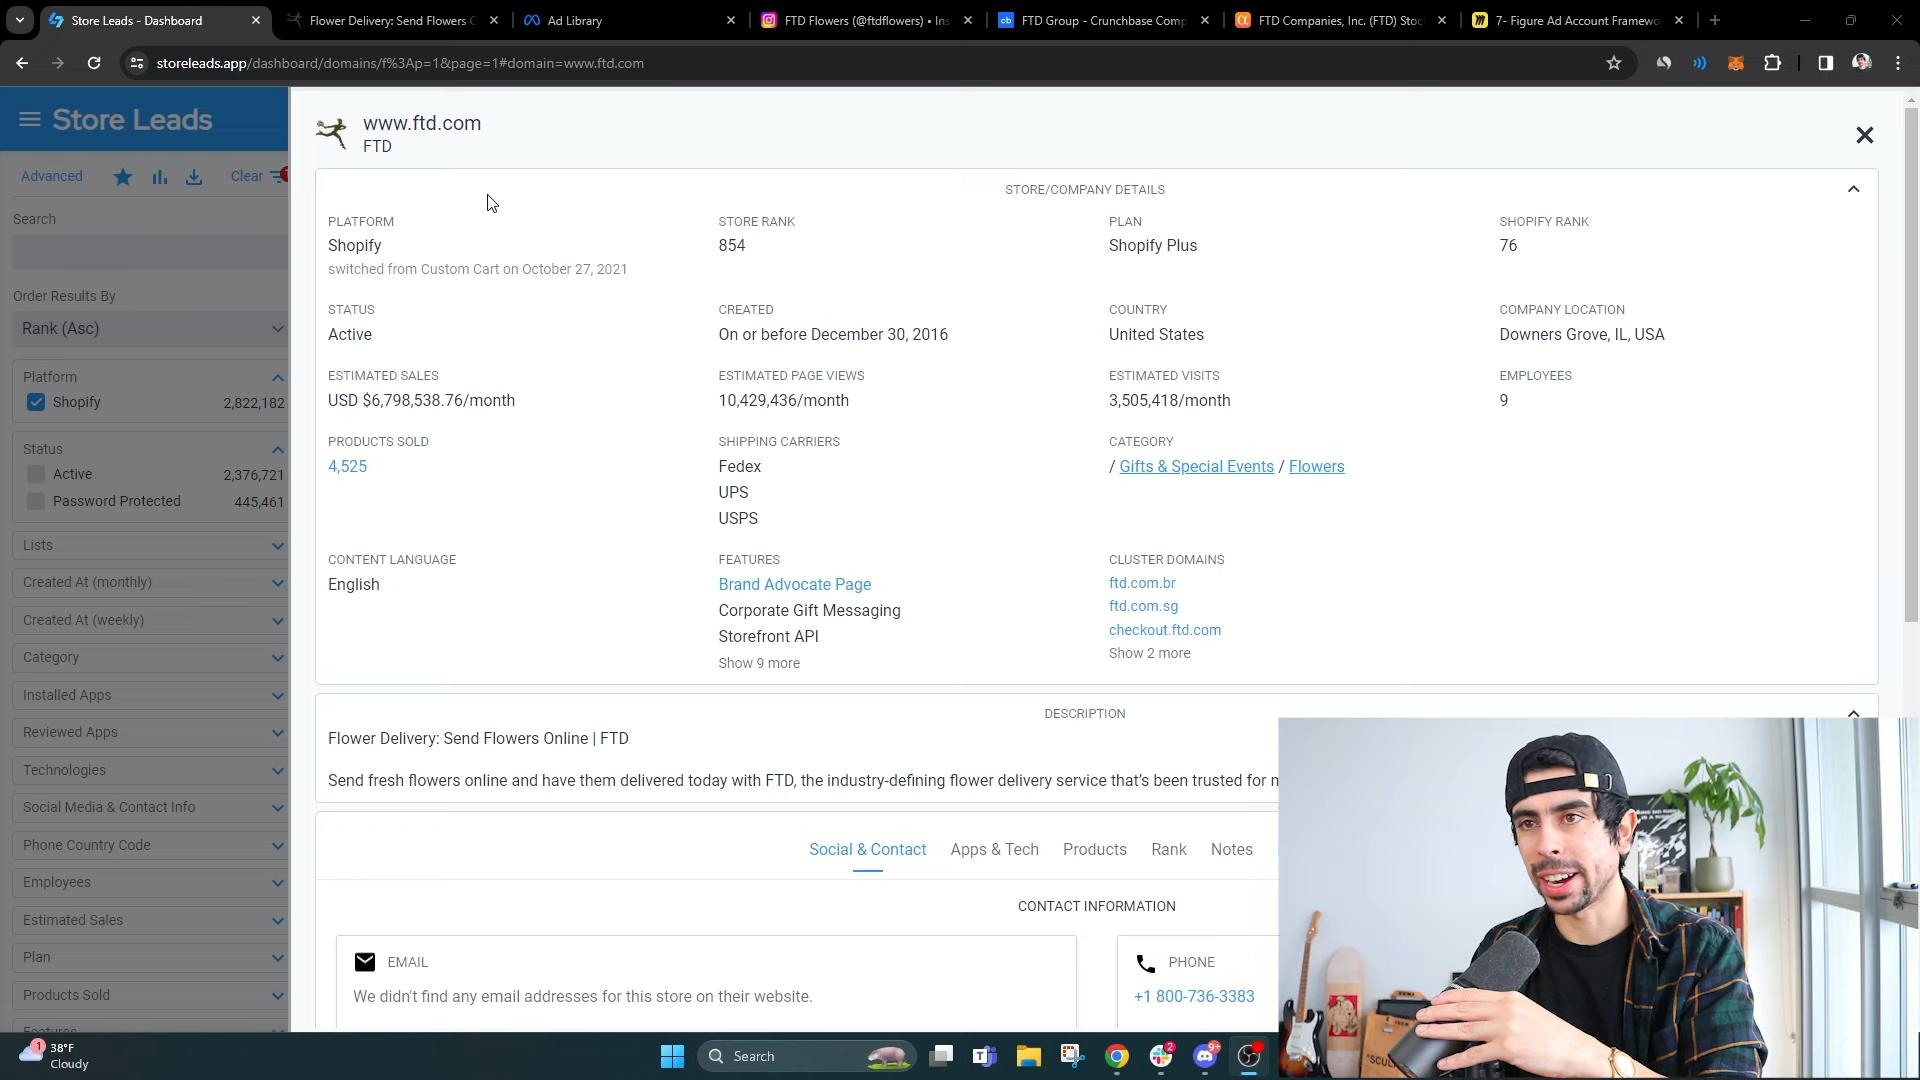 Store Leads - Dashboard
Flower Delivery: Send Flowers O
Ad Library
FTD Flowers (@ftdflowers) • Ins
FTD Group - Crunchbase Comp
FTD Companies, Inc. (FTD) Stoc
7- Figure Ad Account Framewo
storeleads.app/dashboard/domains/f%3Ap=1&page=1#domain=www.ftd.com
Store Leads
Advanced
Clear
Search
Order Results By
Rank (Asc)
Platform
Shopify 2,822,182
Status
Active 2,376,721
Password Protected 445,461
Lists
Created At (monthly)
Created At (weekly)
Category
Installed Apps
Reviewed Apps
Technologies
Social Media & Contact Info
Phone Country Code
Employees
Estimated Sales
Plan
Products Sold
Features
www.ftd.com
FTD
STORE/COMPANY DETAILS
PLATFORM
Shopify
switched from Custom Cart on October 27, 2021
STORE RANK
854
PLAN
Shopify Plus
SHOPIFY RANK
76
STATUS
Active
CREATED
On or before December 30, 2016
COUNTRY
United States
COMPANY LOCATION
Downers Grove, IL, USA
ESTIMATED SALES
USD $6,798,538.76/month
ESTIMATED PAGE VIEWS
10,429,436/month
ESTIMATED VISITS
3,505,418/month
EMPLOYEES
9
PRODUCTS SOLD
4,525
SHIPPING CARRIERS
Fedex
UPS
USPS
CATEGORY
/ Gifts & Special Events / Flowers
CONTENT LANGUAGE
English
FEATURES
Brand Advocate Page
Corporate Gift Messaging
Storefront API
Show 9 more
CLUSTER DOMAINS
ftd.com.br
ftd.com.sg
checkout.ftd.com
Show 2 more
DESCRIPTION
Flower Delivery: Send Flowers Online | FTD
Send fresh flowers online and have them delivered today with FTD, the industry-defining flower delivery service that's been trusted for
Social & Contact
Apps & Tech
Products
Rank
Notes
CONTACT INFORMATION
EMAIL
We didn't find any email addresses for this store on their website.
PHONE
+1 800-736-3383
1
38°F
Cloudy
Search
2
9+